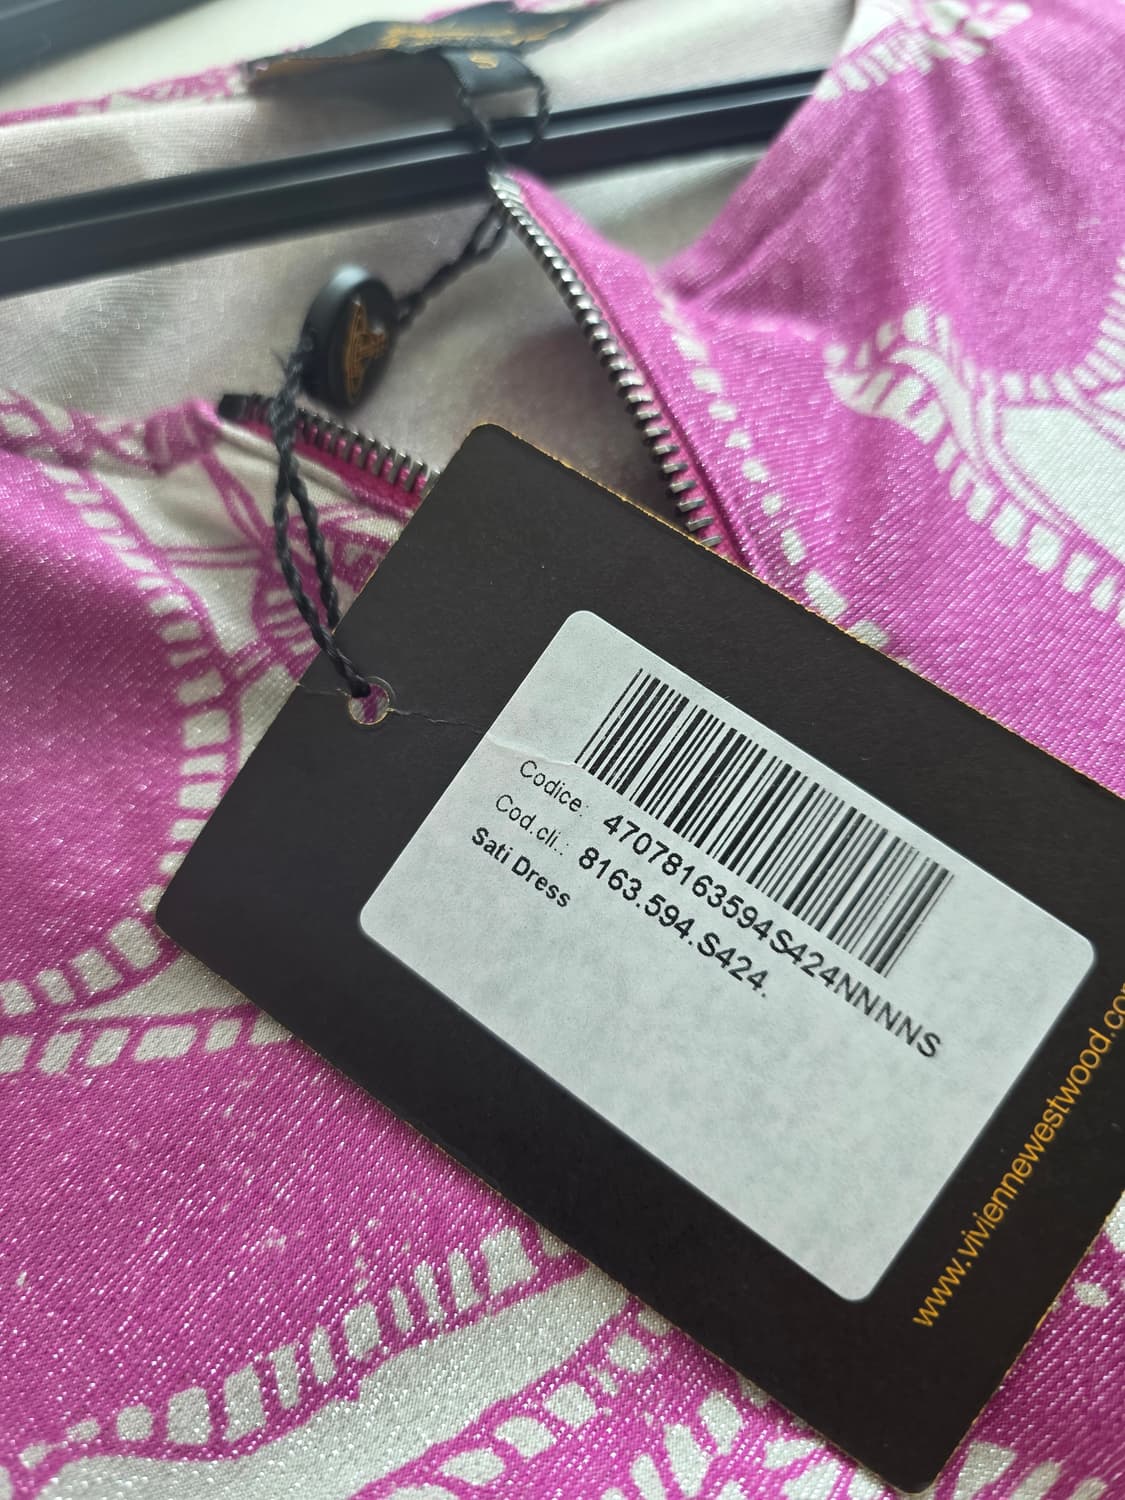 S
Codice: 47078163594S424NNNNS
Cod.cli.: 8163.594.S424.
Sati Dress
www.viviennewestwood.co